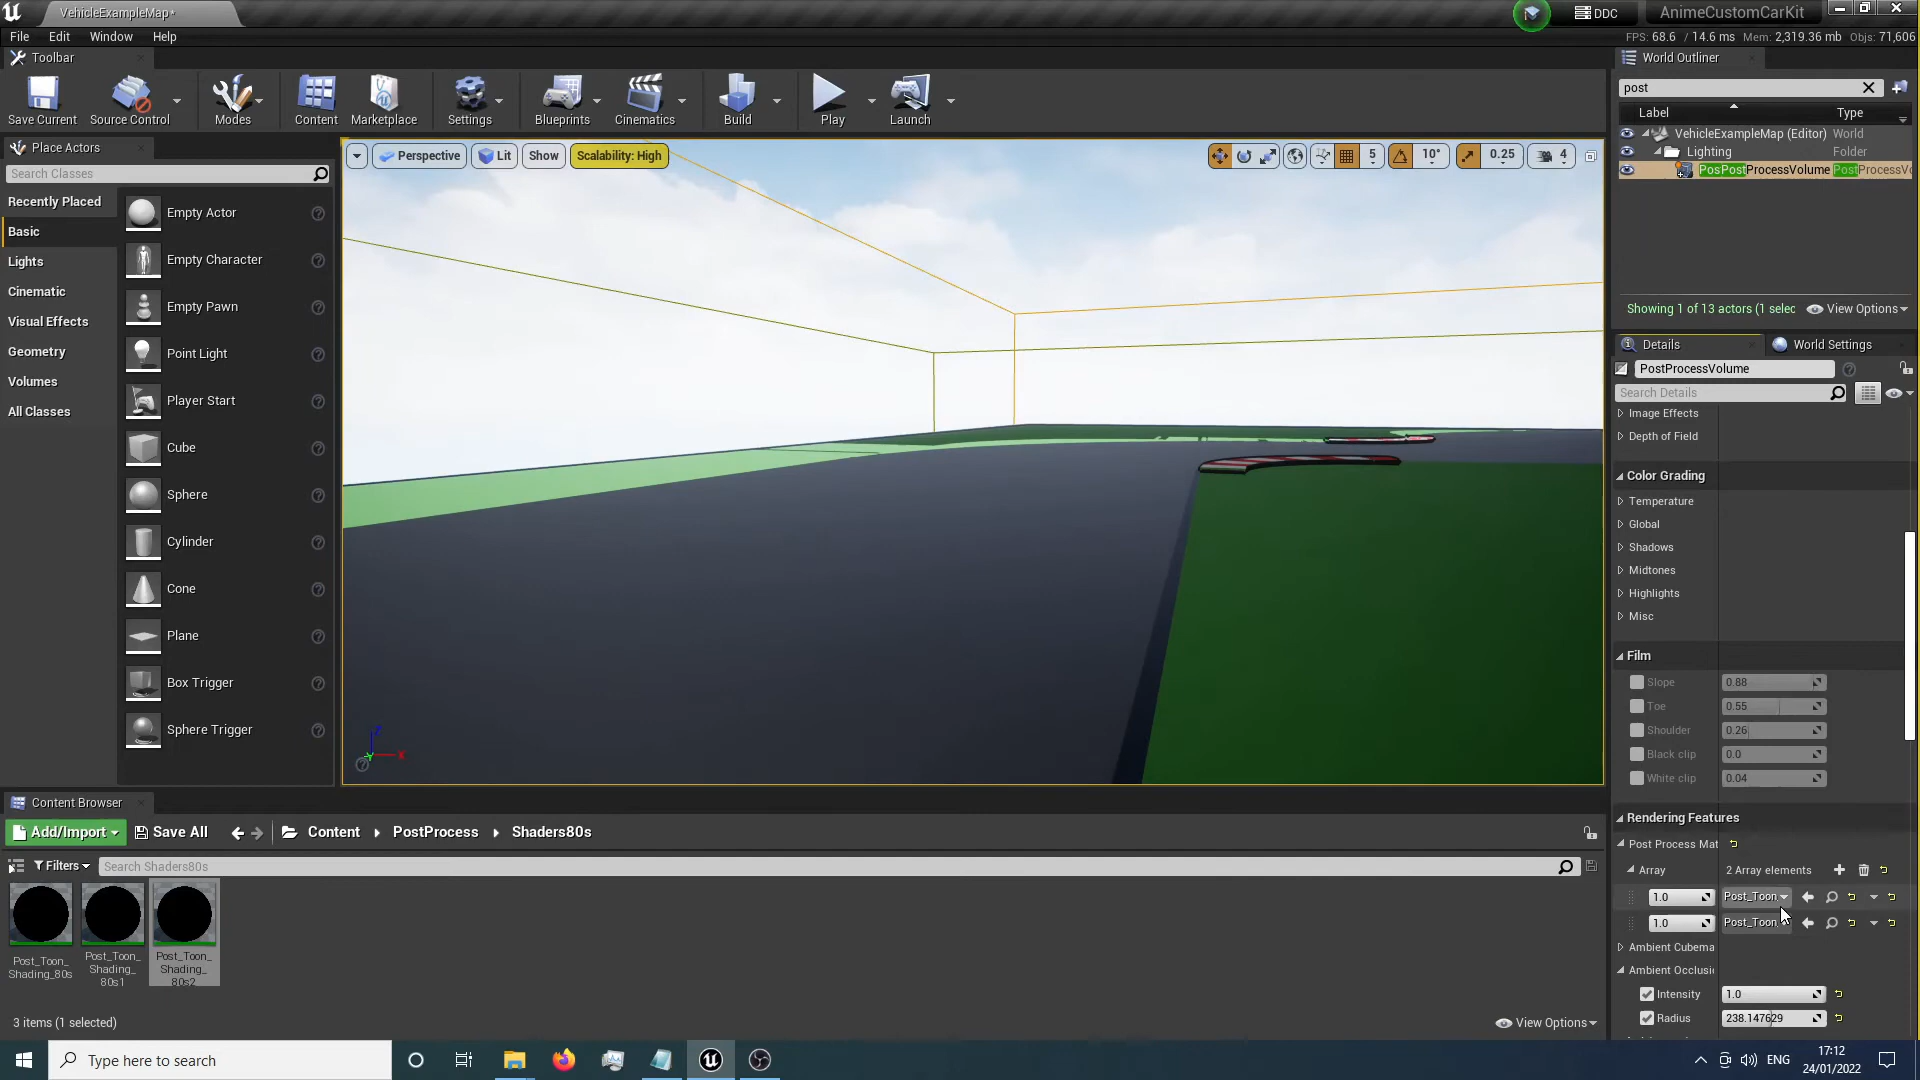 VehicleExampleMap*
DDC
AnimeCustomCarKit
File Edit Window Help
FPS: 68.6 / 14.6 ms Mem: 2,319.36 mb Objs: 71,606
Toolbar
World Outliner
Save Current
Source Control
Modes
Content
Marketplace
Settings
Blueprints
Cinematics
Build
Play
Launch
post
Label Type
VehicleExampleMap (Editor) World
Lighting Folder
PosPostProcessVolume PostProcessVo
Showing 1 of 13 actors (1 selec
View Options
Place Actors
Search Classes
Recently Placed
Basic
Lights
Cinematic
Visual Effects
Geometry
Volumes
All Classes
Empty Actor
Empty Character
Empty Pawn
Point Light
Player Start
Cube
Sphere
Cylinder
Cone
Plane
Box Trigger
Sphere Trigger
Perspective
Lit
Show
Scalability: High
5
10°
0.25
4
Z
X
Y
Details
World Settings
PostProcessVolume
Search Details
Image Effects
Depth of Field
Color Grading
Temperature
Global
Shadows
Midtones
Highlights
Misc
Film
Slope 0.88
Toe 0.55
Shoulder 0.26
Black clip 0.0
White clip 0.04
Rendering Features
Post Process Mat
Array 2 Array elements
1.0 Post_Toon
1.0 Post_Toon
Ambient Cubema
Ambient Occlusi
Intensity 1.0
Radius 238.147629
Content Browser
Add/Import
Save All
Content
PostProcess
Shaders80s
Filters
Search Shaders80s
Post_Toon_
Shading_80s
Post_Toon_
Shading_
80s1
Post_Toon_
Shading_
80s2
3 items (1 selected)
View Options
Type here to search
ENG
17:12
24/01/2022